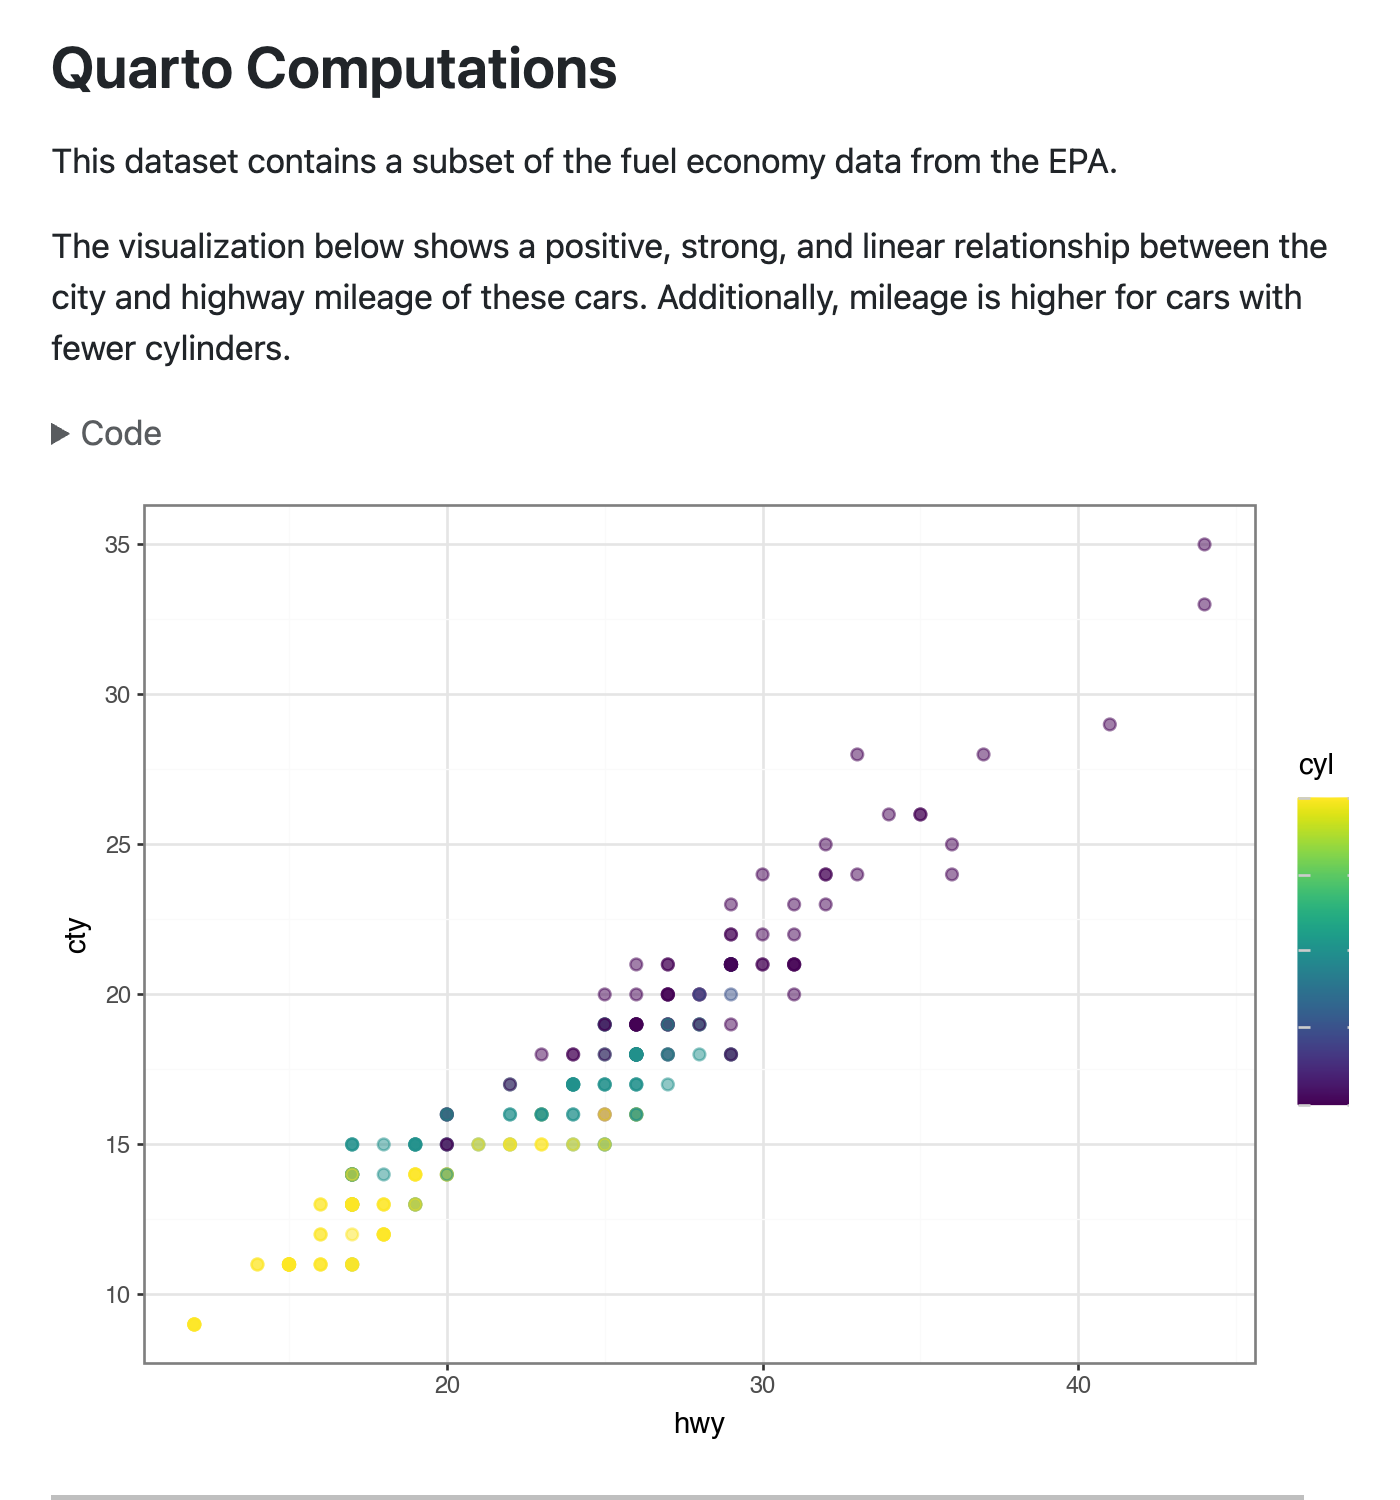 Quarto Computations
This dataset contains a subset of the fuel economy data from the EPA.
The visualization below shows a positive, strong, and linear relationship between the
city and highway mileage of these cars. Additionally, mileage is higher for cars with
fewer cylinders.
Code
35
30
25
20
15
10
cty
20 30 40
hwy
cyl